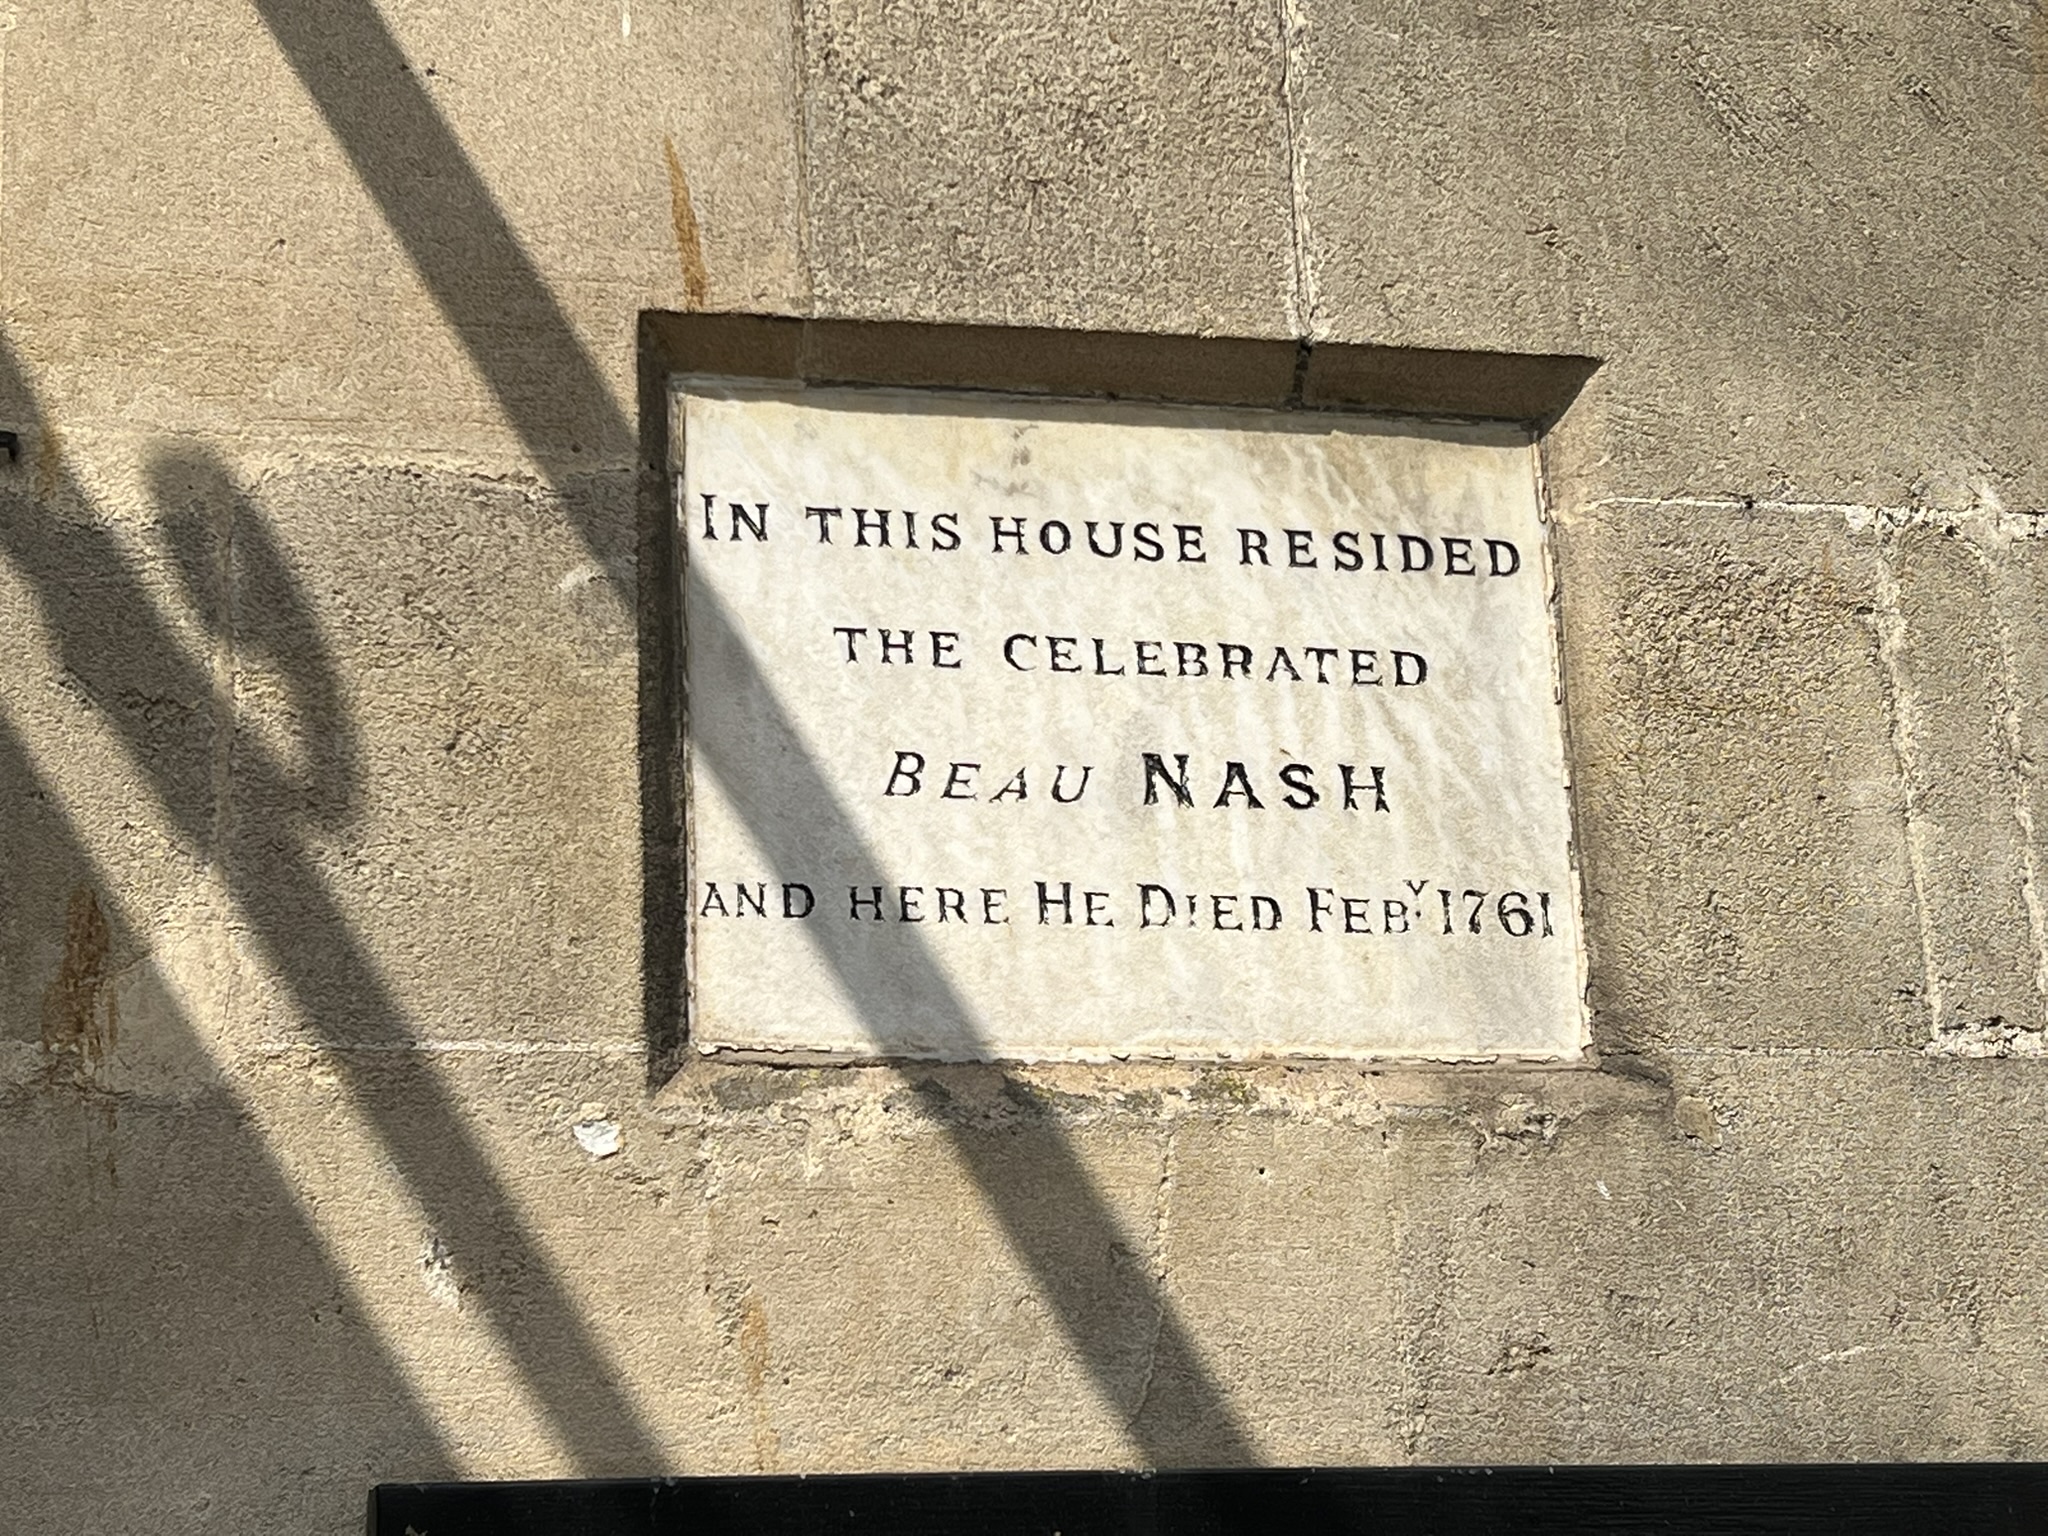 IN THIS HOUSE RESIDED
THE CELEBRATED
BEAU NASH
AND HERE HE DIED FEBY. 1761